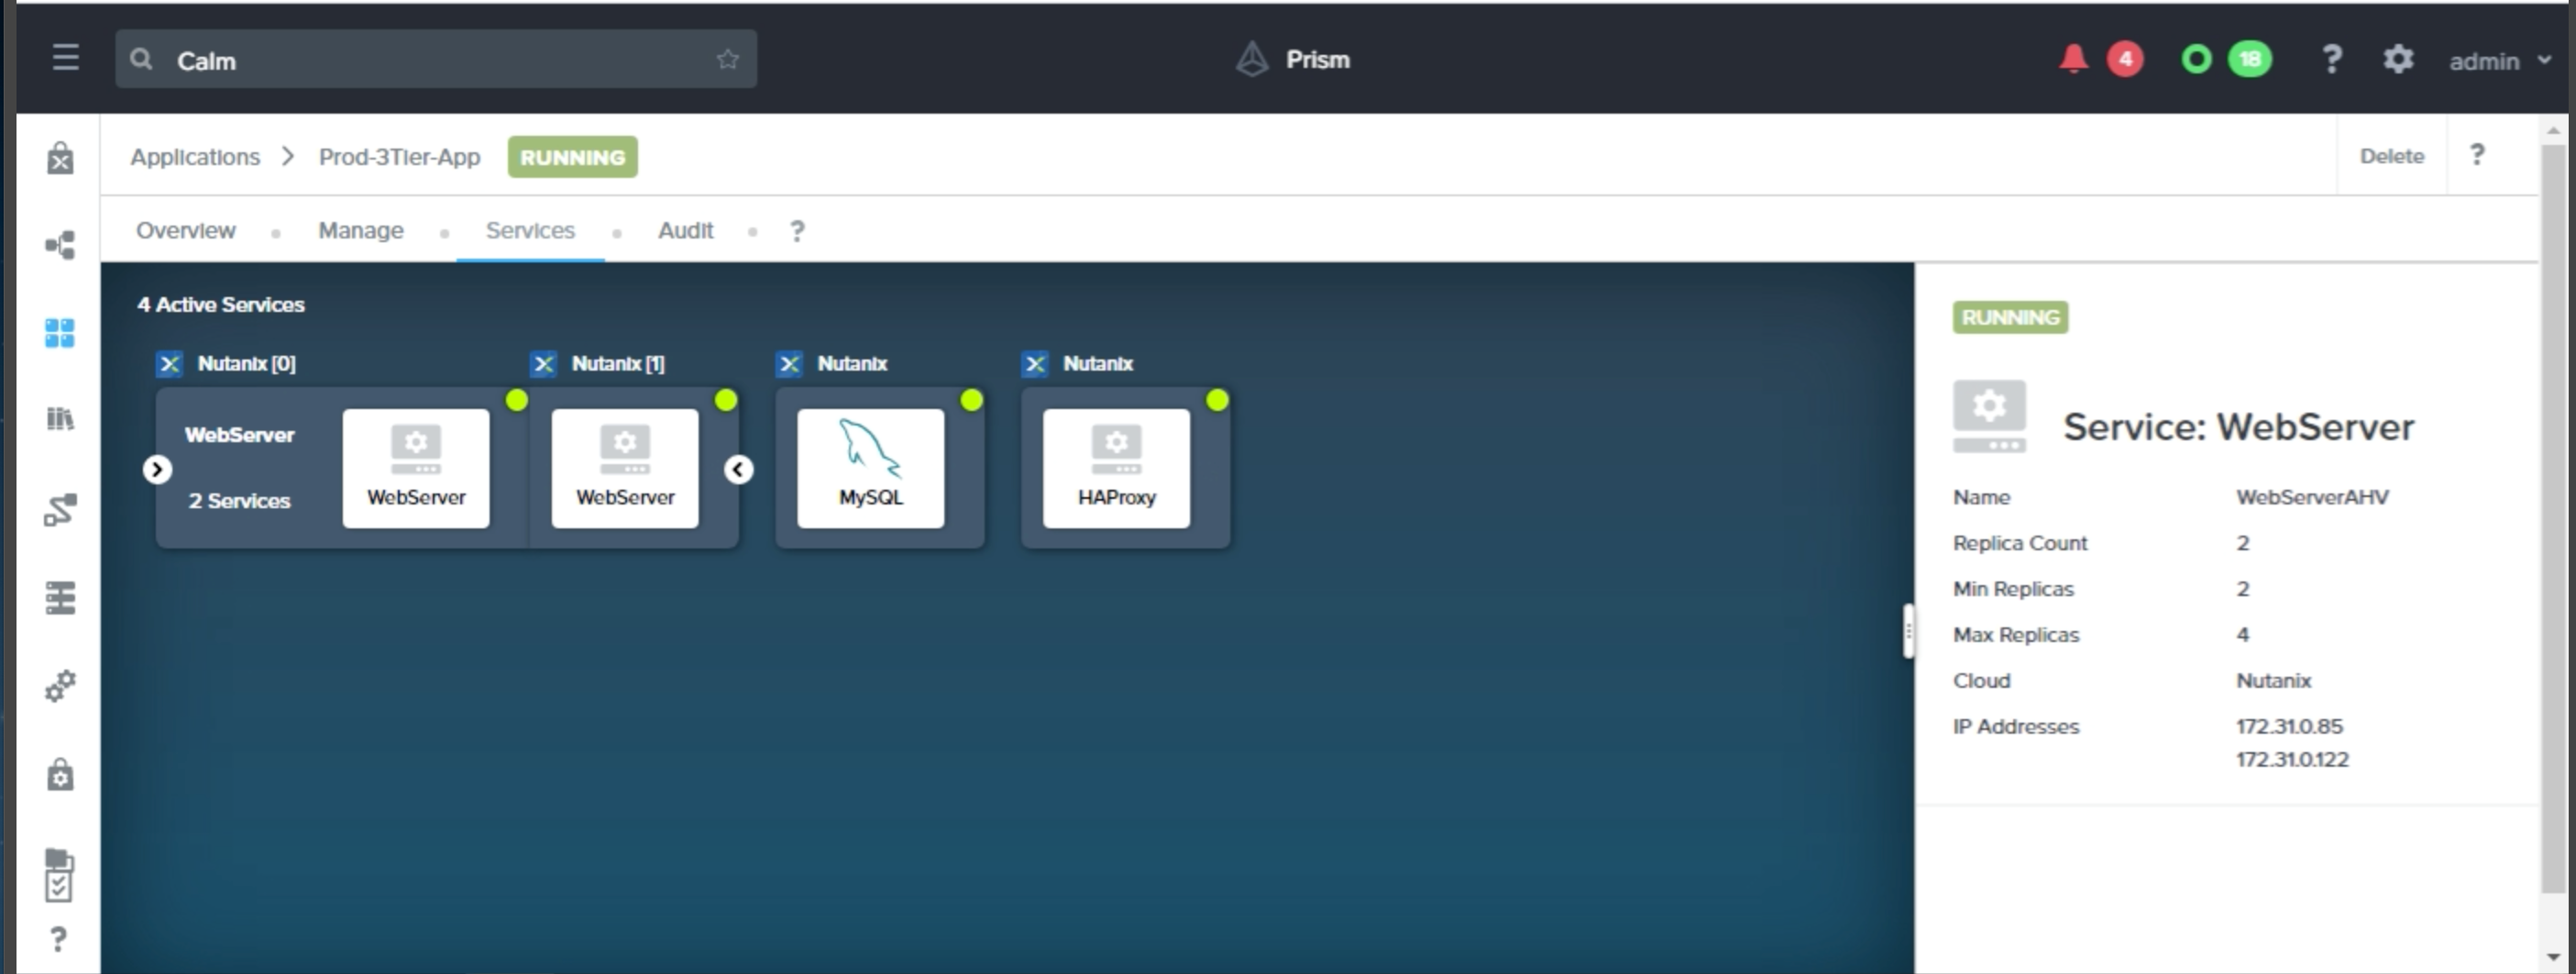 Calm
Prism
4
18
?
admin
Applications
Prod-3Tier-App
RUNNING
Delete
?
Overview
Manage
Services
Audit
?
4 Active Services
Nutanix [0]
Nutanix [1]
Nutanix
Nutanix
WebServer
2 Services
WebServer
WebServer
MySQL
HAProxy
RUNNING
Service: WebServer
Name WebServerAHV
Replica Count 2
Min Replicas 2
Max Replicas 4
Cloud Nutanix
IP Addresses 172.31.0.85
172.31.0.122
?